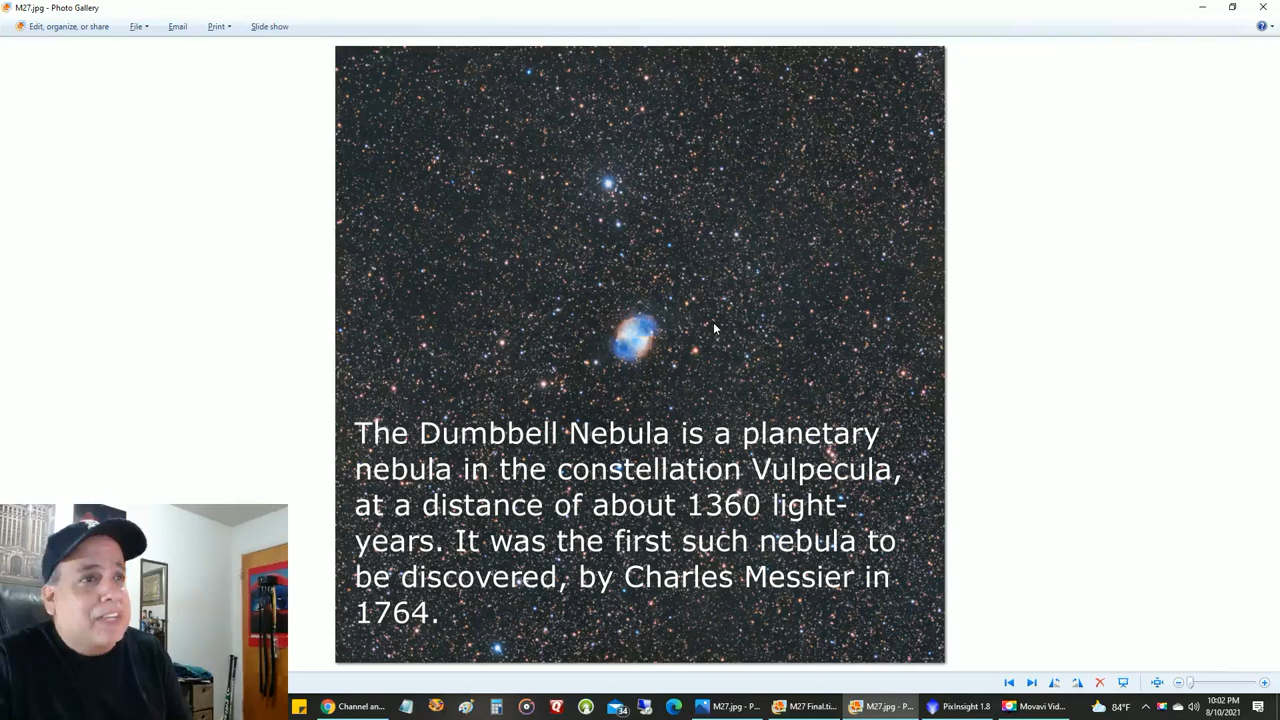 M27.jpg - Photo Gallery
Edit, organize, or share File Email Print Slide show
The Dumbbell Nebula is a planetary
nebula in the constellation Vulpecula,
at a distance of about 1360 light-
years. It was the first such nebula to
be discovered, by Charles Messier in
1764.
Channel an... 34 M27.jpg - P... M27 Final.ti... M27.jpg - P... PixInsight 1.8 Movavi Vid... 84°F 10:02 PM
8/10/2021